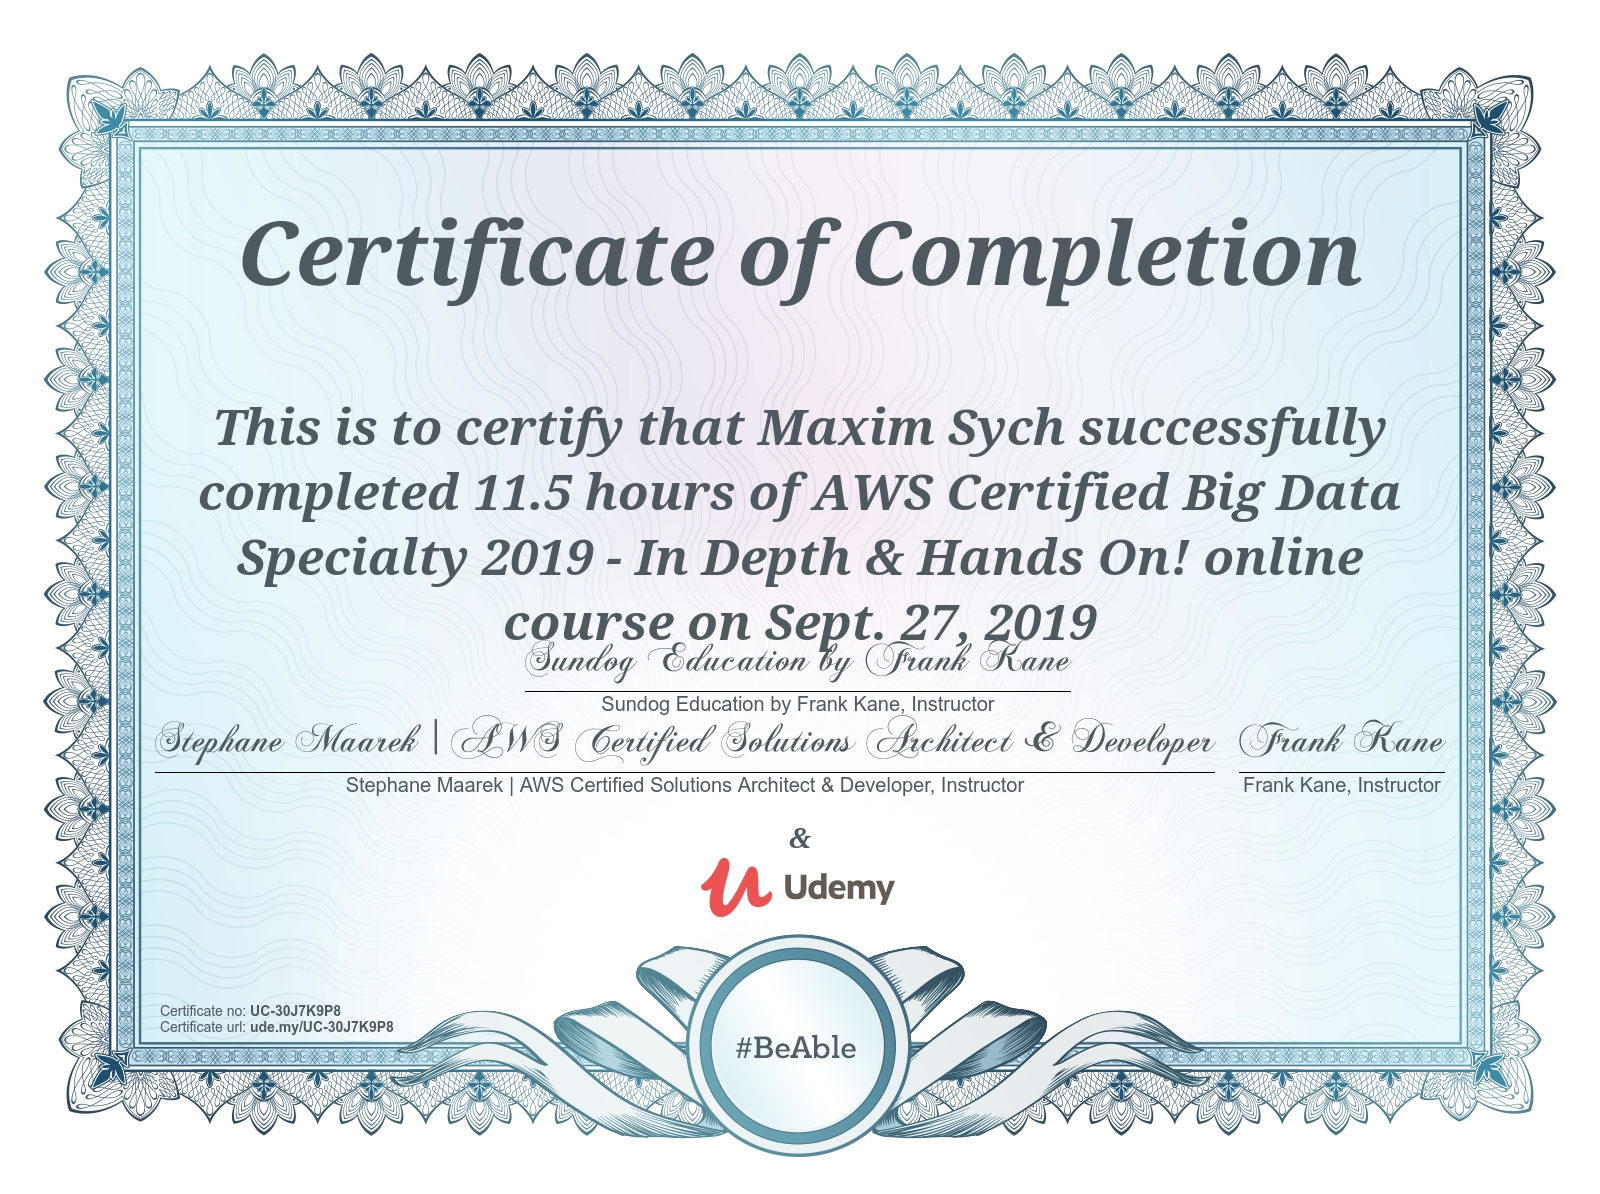 Certificate of Completion
This is to certify that Maxim Sych successfully
completed 11.5 hours of AWS Certified Big Data
Specialty 2019 - In Depth & Hands On! online
course on Sept. 27, 2019
Sundog Education by Frank Kane
Sundog Education by Frank Kane, Instructor
Stephane Maarek | AWS Certified Solutions Architect & Developer
Stephane Maarek | AWS Certified Solutions Architect & Developer, Instructor
Frank Kane
Frank Kane, Instructor
&
Udemy
Certificate no: UC-30J7K9P8
Certificate url: ude.my/UC-30J7K9P8
#BeAble